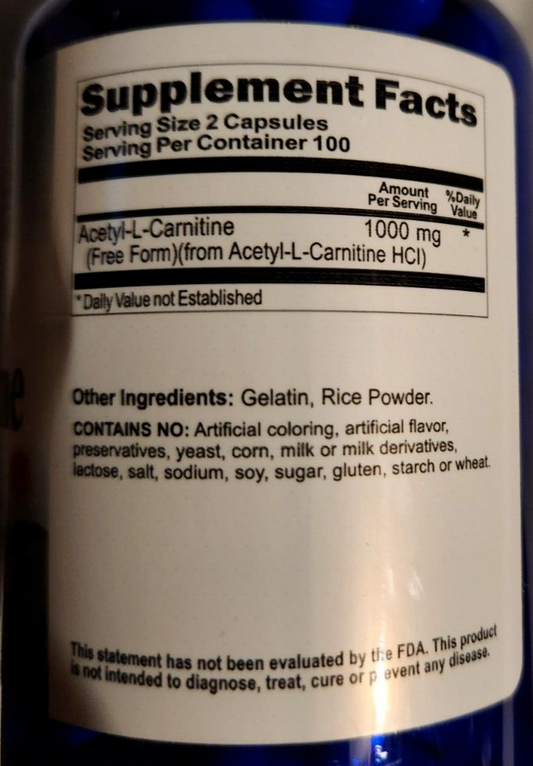 Supplement Facts
Serving Size 2 Capsules
Serving Per Container 100
Amount Per Serving %Daily Value
Acetyl-L-Carnitine 1000 mg *
(Free Form)(from Acetyl-L-Carnitine HCl)
* Daily Value not Established
Other Ingredients: Gelatin, Rice Powder.
CONTAINS NO: Artificial coloring, artificial flavor,
preservatives, yeast, corn, milk or milk derivatives,
lactose, salt, sodium, soy, sugar, gluten, starch or wheat.
This statement has not been evaluated by the FDA. This product
is not intended to diagnose, treat, cure or prevent any disease.